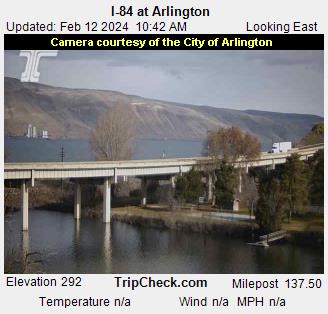 I-84 at Arlington
Updated: Feb 12 2024 10:42 AM Looking East
Camera courtesy of the City of Arlington
Elevation 292 TripCheck.com Milepost 137.50
Temperature n/a Wind n/a MPH n/a